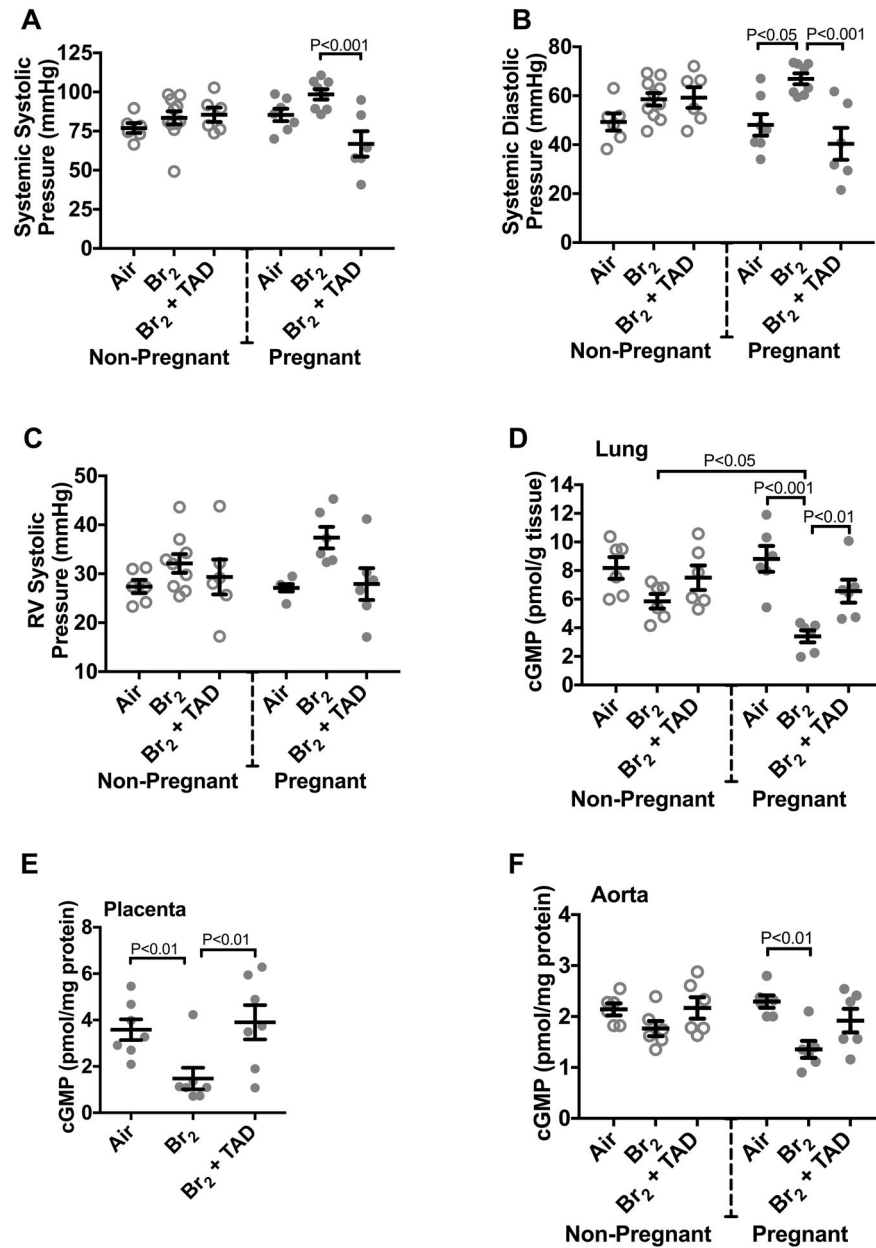 A
Systemic Systolic
Pressure (mmHg)
125
100
75
50
25
0
P<0.001
Air
Br2
Br2 + TAD
Air
Br2
Br2 + TAD
Non-Pregnant
Pregnant
B
Systemic Diastolic
Pressure (mmHg)
80
60
40
20
0
P<0.05
P<0.001
Air
Br2
Br2 + TAD
Air
Br2
Br2 + TAD
Non-Pregnant
Pregnant
C
RV Systolic
Pressure (mmHg)
50
40
30
20
10
Air
Br2
Br2 + TAD
Air
Br2
Br2 + TAD
Non-Pregnant
Pregnant
D
Lung
cGMP (pmol/g tissue)
14
12
10
8
6
4
2
0
P<0.05
P<0.001
P<0.01
Air
Br2
Br2 + TAD
Air
Br2
Br2 + TAD
Non-Pregnant
Pregnant
E
Placenta
cGMP (pmol/mg protein)
8
6
4
2
0
P<0.01
P<0.01
Air
Br2
Br2 + TAD
F
Aorta
cGMP (pmol/mg protein)
4
3
2
1
0
P<0.01
Air
Br2
Br2 + TAD
Air
Br2
Br2 + TAD
Non-Pregnant
Pregnant